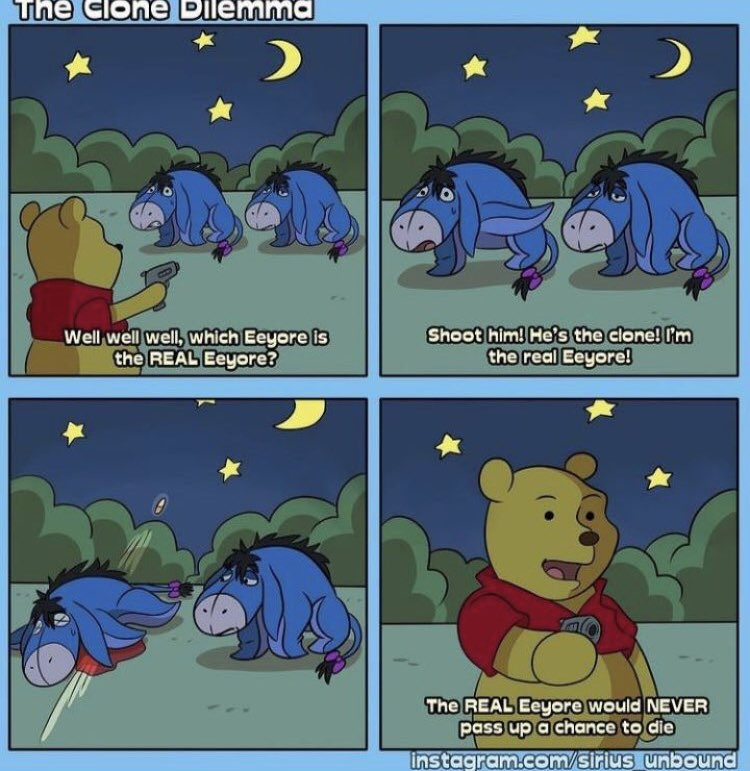 The Clone Dilemma
Well well well, which Eeyore is
the REAL Eeyore?
Shoot him! He's the clone! I'm
the real Eeyore!
The REAL Eeyore would NEVER
pass up a chance to die
instagram.com/sirius_unbound